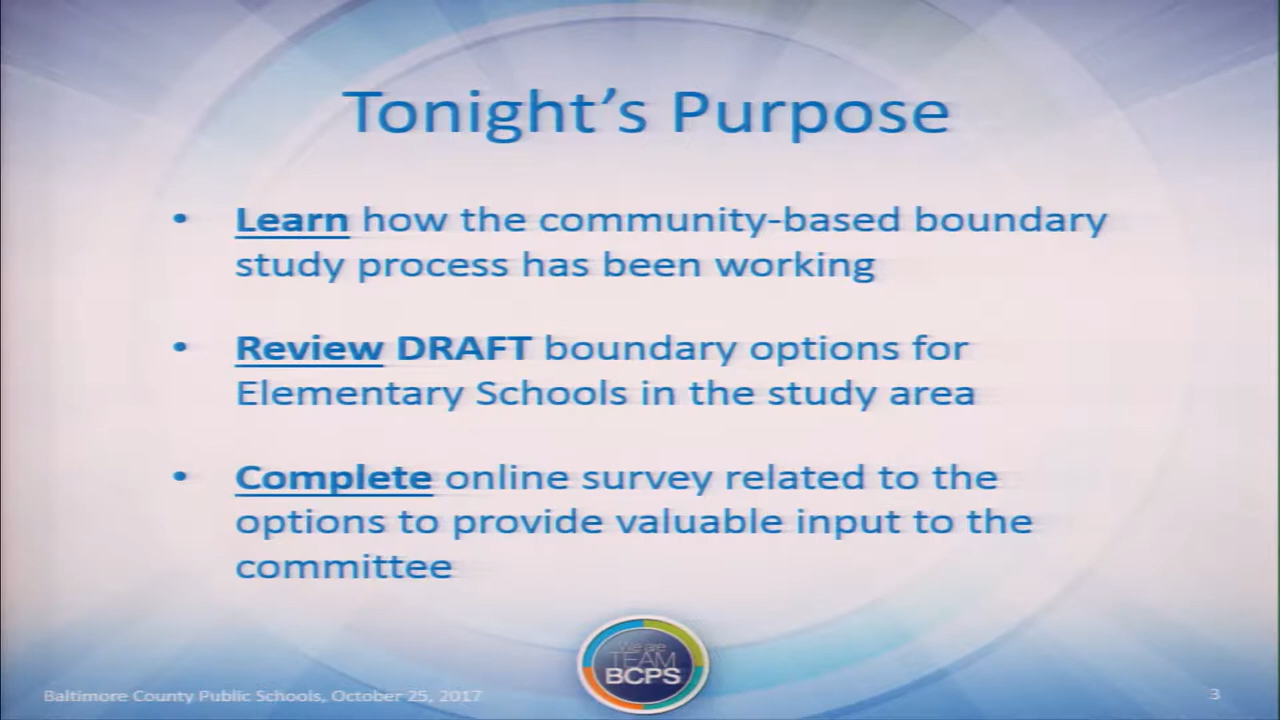 Tonight's Purpose
• Learn how the community-based boundary
study process has been working
• Review DRAFT boundary options for
Elementary Schools in the study area
• Complete online survey related to the
options to provide valuable input to the
committee
We are
TEAM
BCPS
Baltimore County Public Schools, October 25, 2017
3